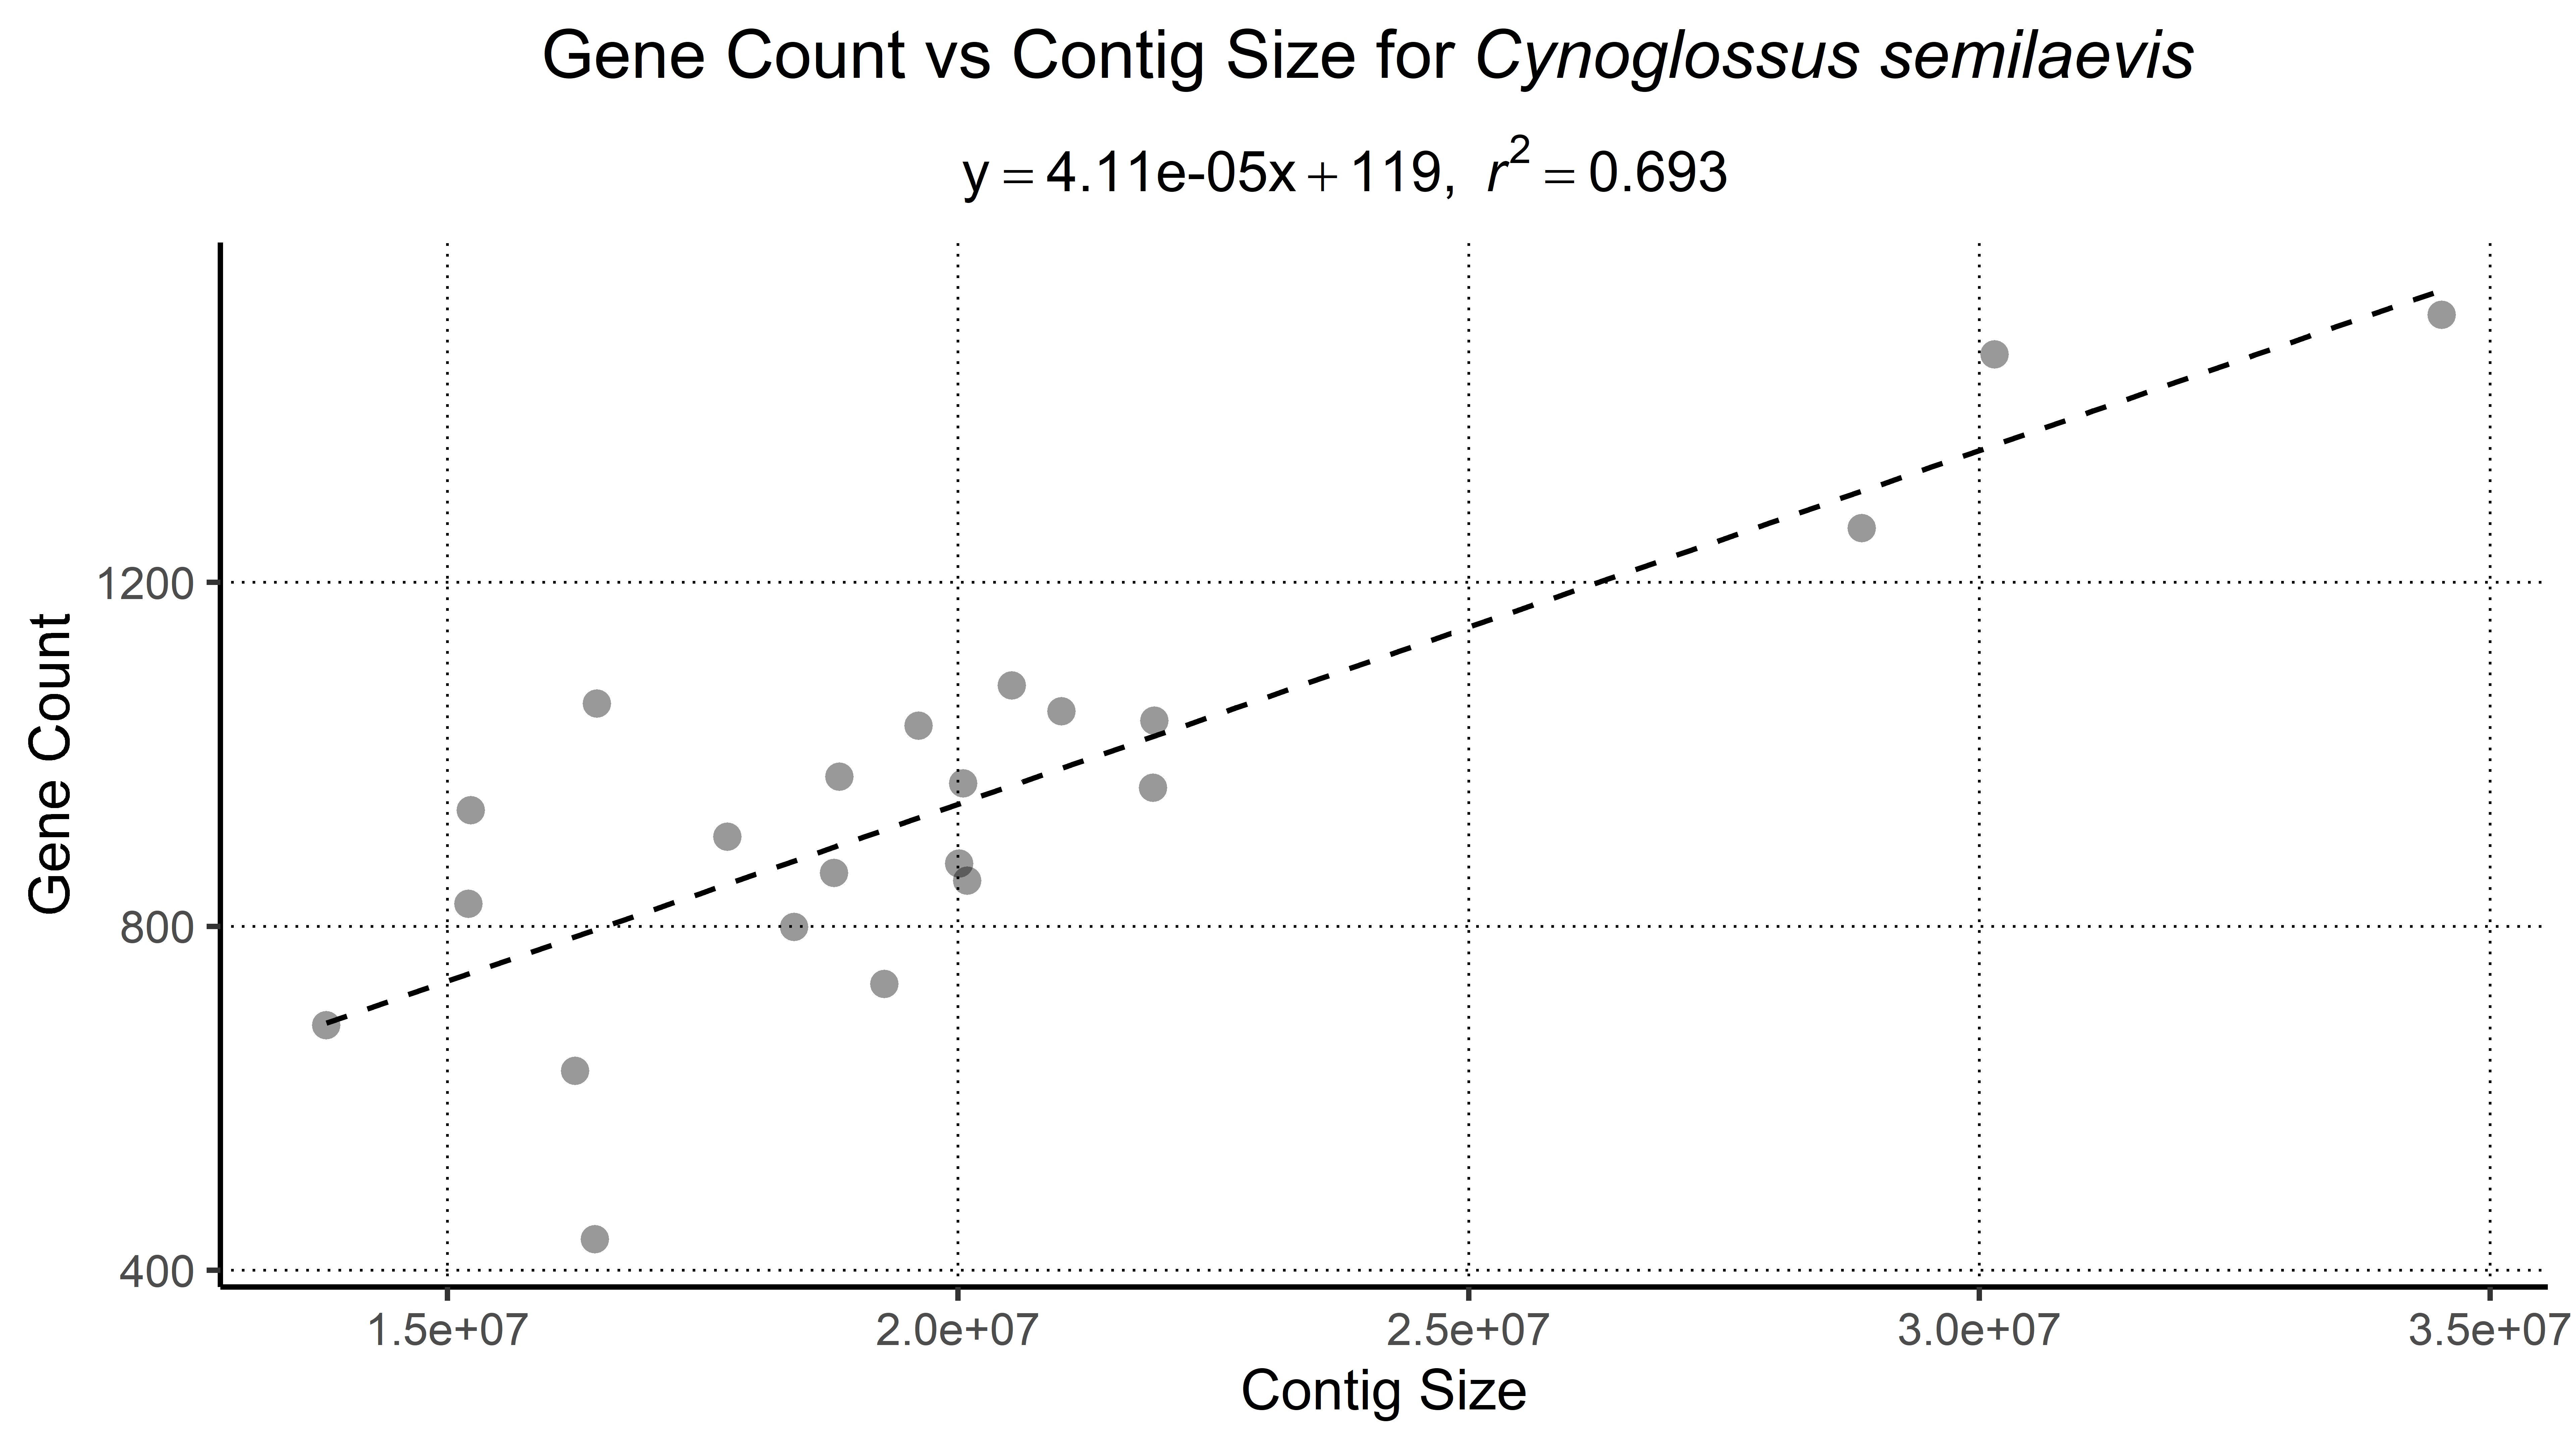 Gene Count vs Contig Size for Cynoglossus semilaevis
y = 4.11e-05x + 119, r² = 0.693
Gene Count
1200
800
400
1.5e+07 2.0e+07 2.5e+07 3.0e+07 3.5e+07
Contig Size